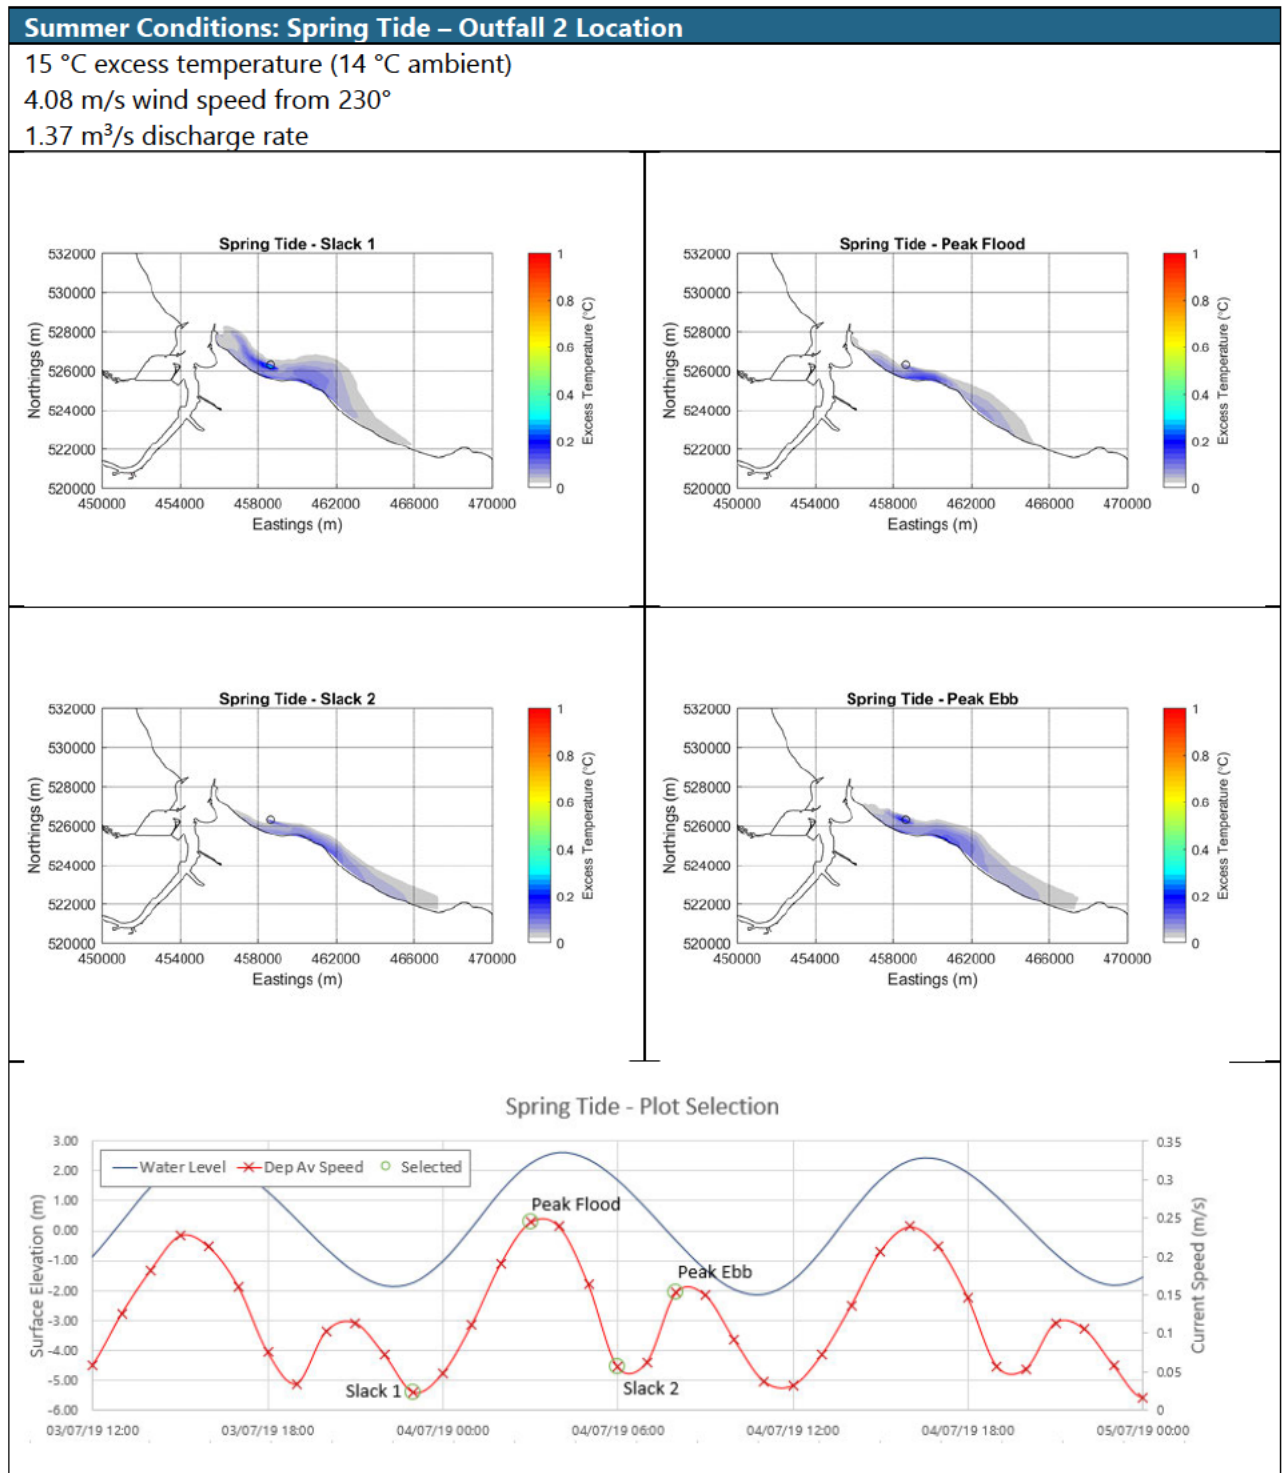 Summer Conditions: Spring Tide – Outfall 2 Location
15 °C excess temperature (14 °C ambient)
4.08 m/s wind speed from 230°
1.37 m³/s discharge rate
Spring Tide - Slack 1
532000
530000
528000
526000
524000
522000
520000
Northings (m)
450000 454000 458000 462000 466000 470000
Eastings (m)
1
0.8
0.6
0.4
0.2
0
Excess Temperature (°C)
Spring Tide - Peak Flood
532000
530000
528000
526000
524000
522000
520000
Northings (m)
450000 454000 458000 462000 466000 470000
Eastings (m)
1
0.8
0.6
0.4
0.2
0
Excess Temperature (°C)
Spring Tide - Slack 2
532000
530000
528000
526000
524000
522000
520000
Northings (m)
450000 454000 458000 462000 466000 470000
Eastings (m)
1
0.8
0.6
0.4
0.2
0
Excess Temperature (°C)
Spring Tide - Peak Ebb
532000
530000
528000
526000
524000
522000
520000
Northings (m)
450000 454000 458000 462000 466000 470000
Eastings (m)
1
0.8
0.6
0.4
0.2
0
Excess Temperature (°C)
Spring Tide - Plot Selection
Water Level Dep Av Speed Selected
3.00
2.00
1.00
0.00
-1.00
-2.00
-3.00
-4.00
-5.00
-6.00
Surface Elevation (m)
Peak Flood
Peak Ebb
Slack 1
Slack 2
0.35
0.3
0.25
0.2
0.15
0.1
0.05
0
Current Speed (m/s)
03/07/19 12:00 03/07/19 18:00 04/07/19 00:00 04/07/19 06:00 04/07/19 12:00 04/07/19 18:00 05/07/19 00:00